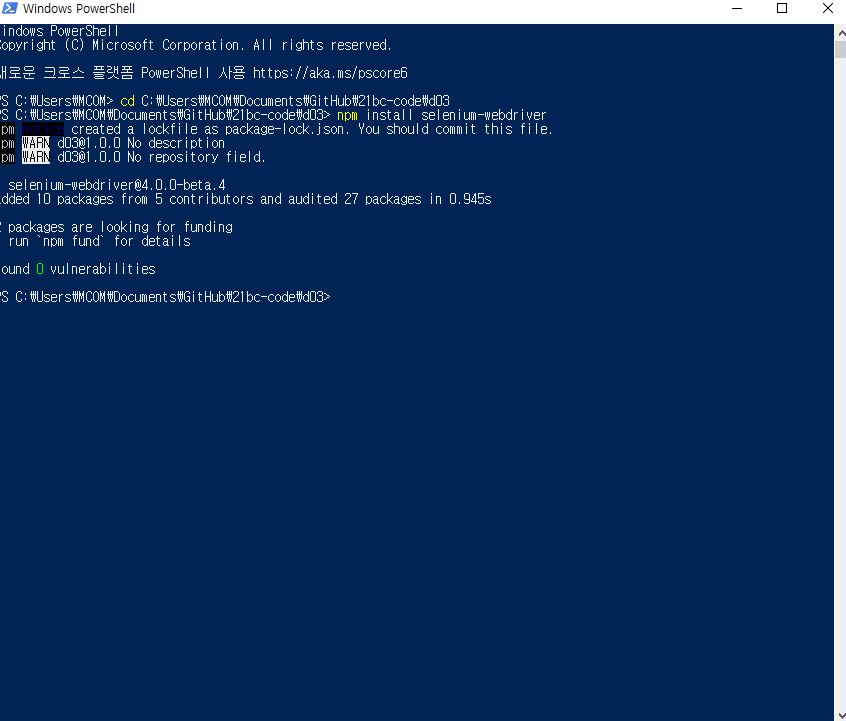 Windows PowerShell
indows PowerShell
opyright (C) Microsoft Corporation. All rights reserved.
새로운 크로스 플랫폼 PowerShell 사용 https://aka.ms/pscore6
PS C:\Users\MCOM> cd C:\Users\MCOM\Documents\GitHub\21bc-code\d03
PS C:\Users\MCOM\Documents\GitHub\21bc-code\d03> npm install selenium-webdriver
pm notice created a lockfile as package-lock.json. You should commit this file.
pm WARN d03@1.0.0 No description
pm WARN d03@1.0.0 No repository field.
selenium-webdriver@4.0.0-beta.4
added 10 packages from 5 contributors and audited 27 packages in 0.945s
2 packages are looking for funding
run `npm fund` for details
ound 0 vulnerabilities
PS C:\Users\MCOM\Documents\GitHub\21bc-code\d03>